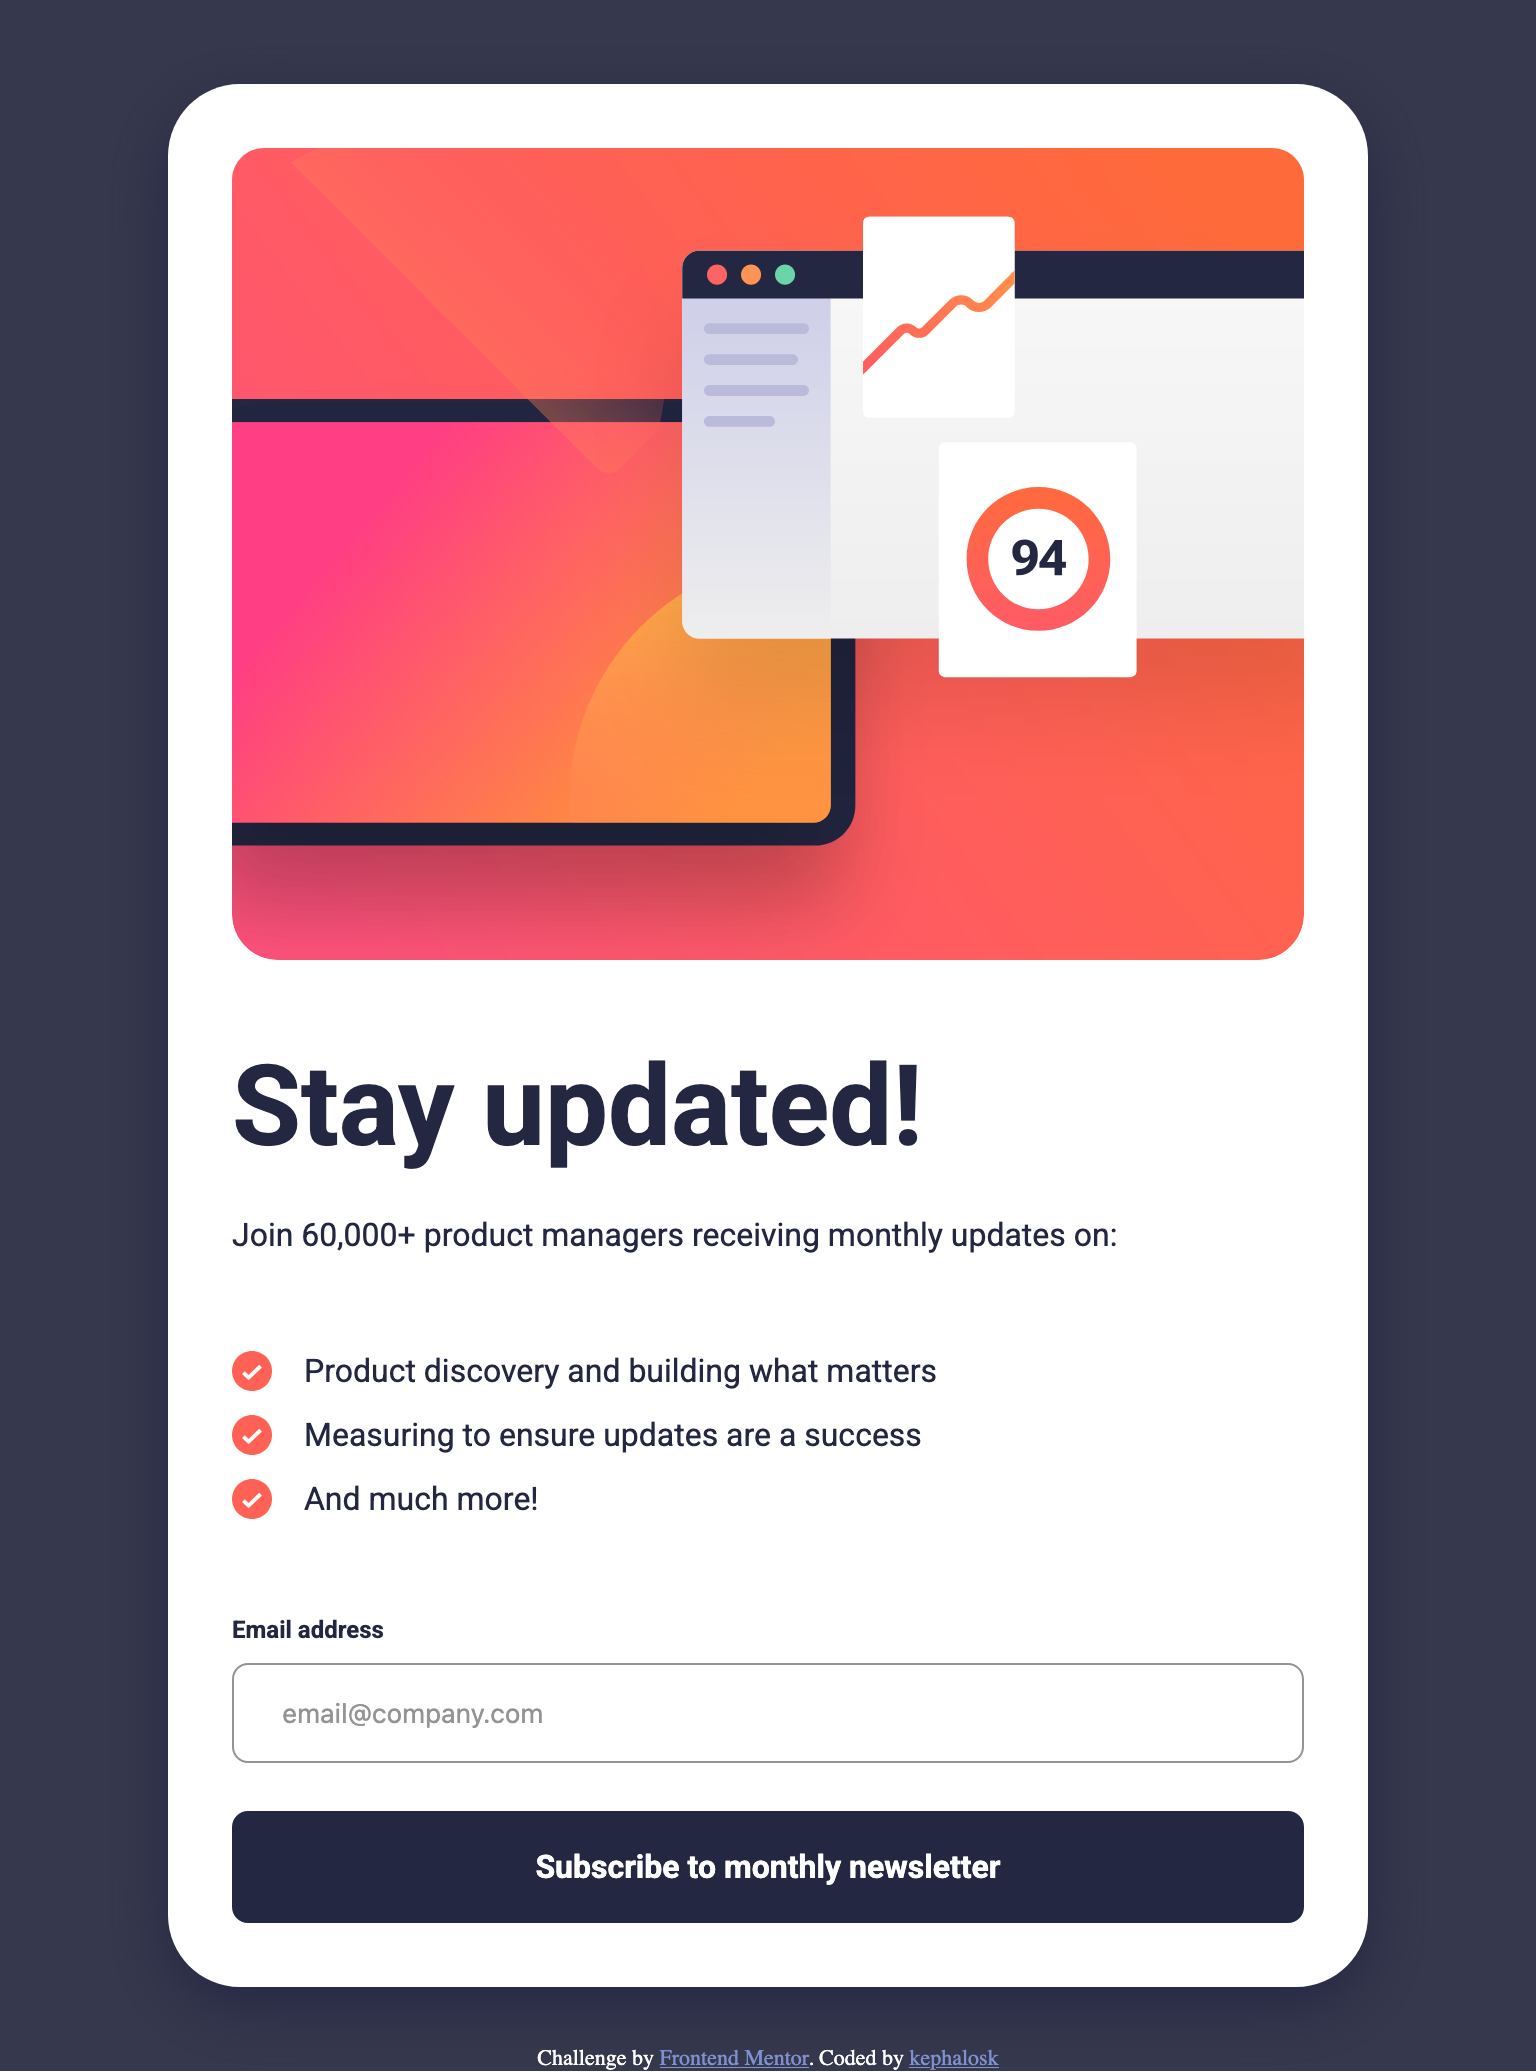 94
Stay updated!
Join 60,000+ product managers receiving monthly updates on:
Product discovery and building what matters
Measuring to ensure updates are a success
And much more!
Email address
email@company.com
Subscribe to monthly newsletter
Challenge by Frontend Mentor. Coded by kephalosk